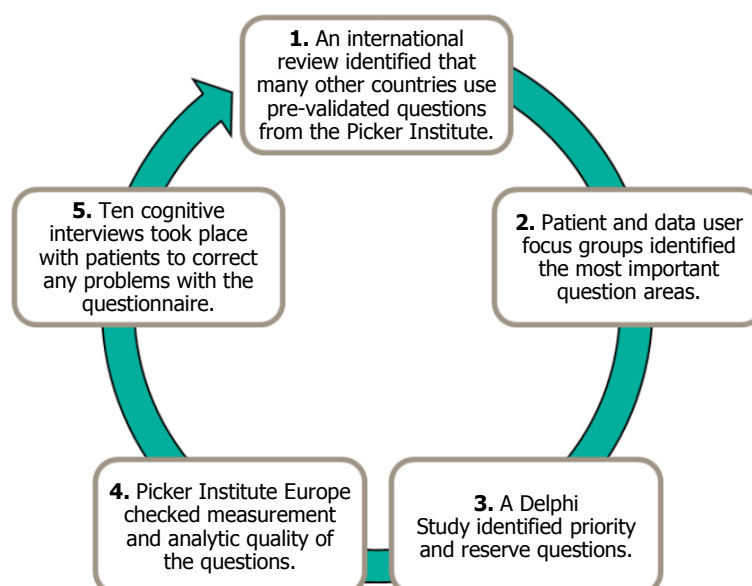 1. An international
review identified that
many other countries use
pre-validated questions
from the Picker Institute.
2. Patient and data user
focus groups identified
the most important
question areas.
3. A Delphi
Study identified priority
and reserve questions.
4. Picker Institute Europe
checked measurement
and analytic quality of
the questions.
5. Ten cognitive
interviews took place
with patients to correct
any problems with the
questionnaire.